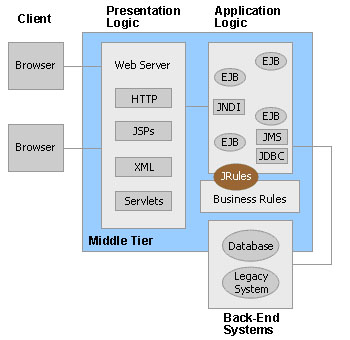 Client
Presentation
Logic
Application
Logic
Browser
Browser
Web Server
HTTP
JSPs
XML
Servlets
EJB
EJB
JNDI
EJB
JMS
EJB
JDBC
JRules
Business Rules
Middle Tier
Database
Legacy
System
Back-End
Systems